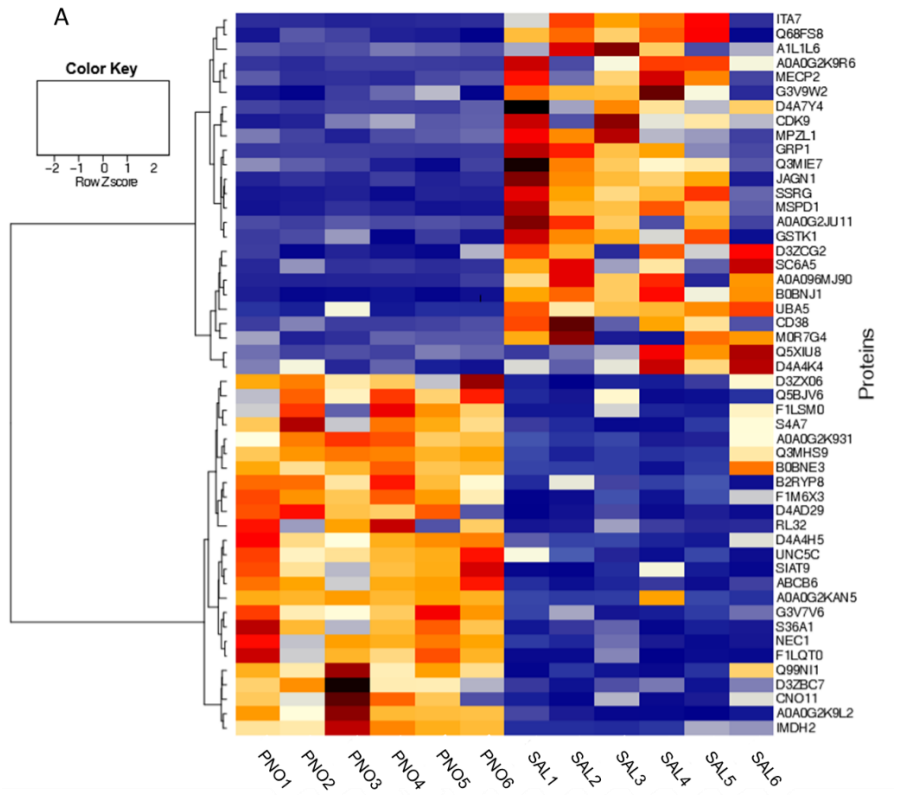 A
Color Key
−2 −1 0 1 2
Row Z score
ITA7
Q68FS8
A1L1L6
A0A0G2K9R6
MECP2
G3V9W2
D4A7Y4
CDK9
MPZL1
GRP1
Q3MIE7
JAGN1
SSRG
MSPD1
A0A0G2JU11
GSTK1
D3ZCG2
SC6A5
A0A096MJ90
B0BNJ1
UBA5
CD38
M0R7G4
Q5XIU8
D4A4K4
D3ZX06
Q5BJV6
F1LSM0
S4A7
A0A0G2K931
Q3MHS9
B0BNE3
B2RYP8
F1M6X3
D4AD29
RL32
D4A4H5
UNC5C
SIAT9
ABCB6
A0A0G2KAN5
G3V7V6
S36A1
NEC1
F1LQT0
Q99NI1
D3ZBC7
CNO11
A0A0G2K9L2
IMDH2
Proteins
PNO1 PNO2 PNO3 PNO4 PNO5 PNO6 SAL1 SAL2 SAL3 SAL4 SAL5 SAL6